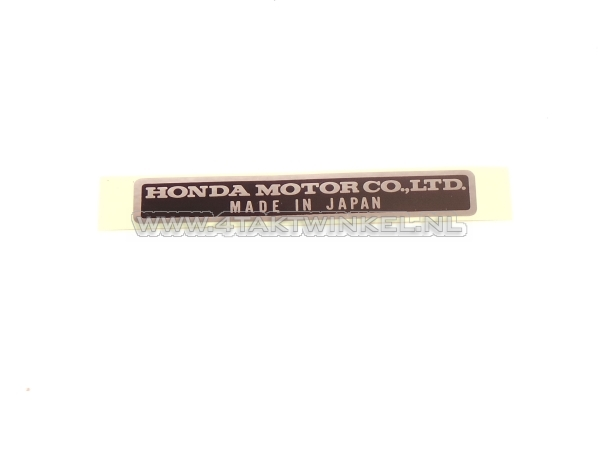 HONDA MOTOR CO.,LTD.
MADE IN JAPAN
WWW.4TAKTWINKEL.NL